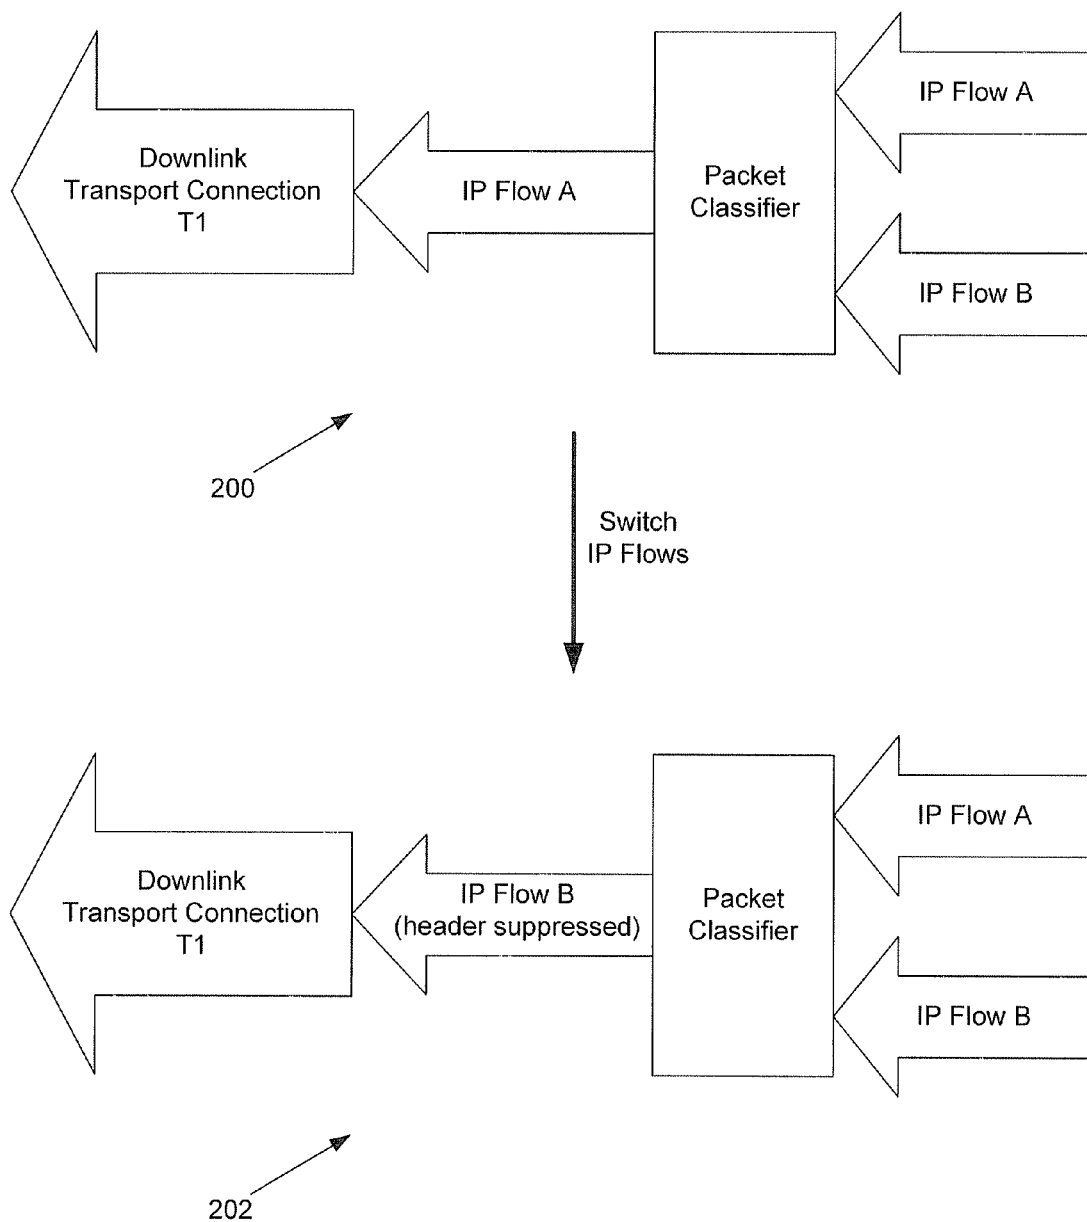 IP Flow A
Downlink
Transport Connection
T1
IP Flow A
Packet
Classifier
IP Flow B
200
Switch
IP Flows
IP Flow A
Downlink
Transport Connection
T1
IP Flow B
(header suppressed)
Packet
Classifier
IP Flow B
202